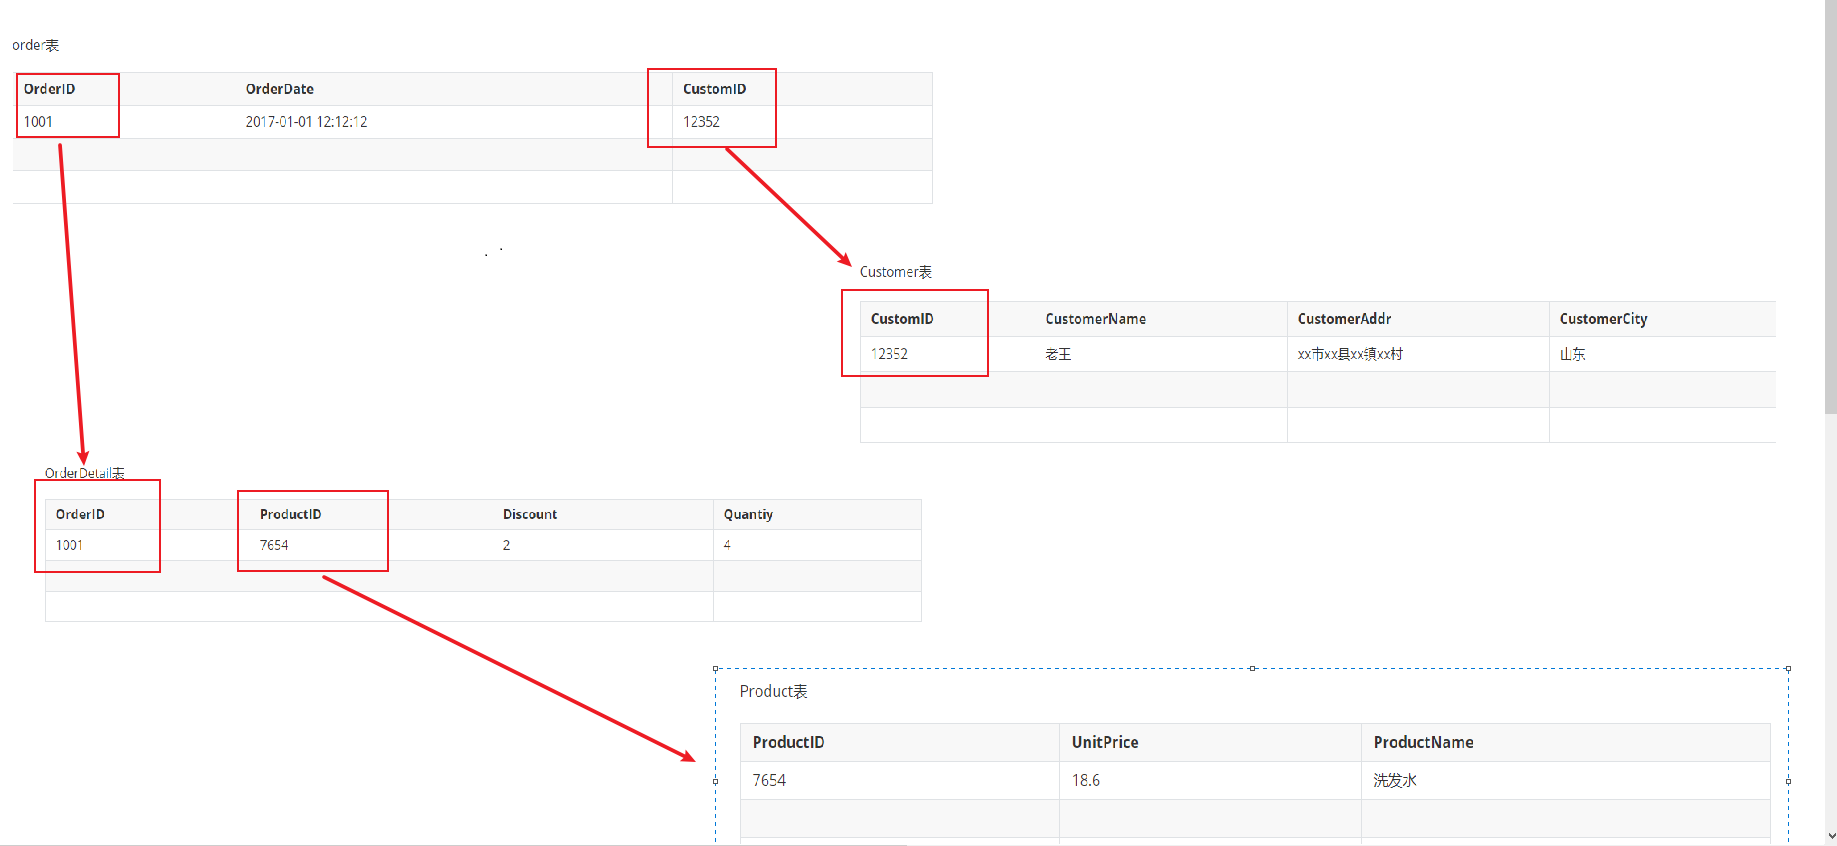 order表
OrderID OrderDate CustomID
1001 2017-01-01 12:12:12 12352
Customer表
CustomID CustomerName CustomerAddr CustomerCity
12352 老王 xx市xx县xx镇xx村 山东
OrderDetail表
OrderID ProductID Discount Quantiy
1001 7654 2 4
Product表
ProductID UnitPrice ProductName
7654 18.6 洗发水